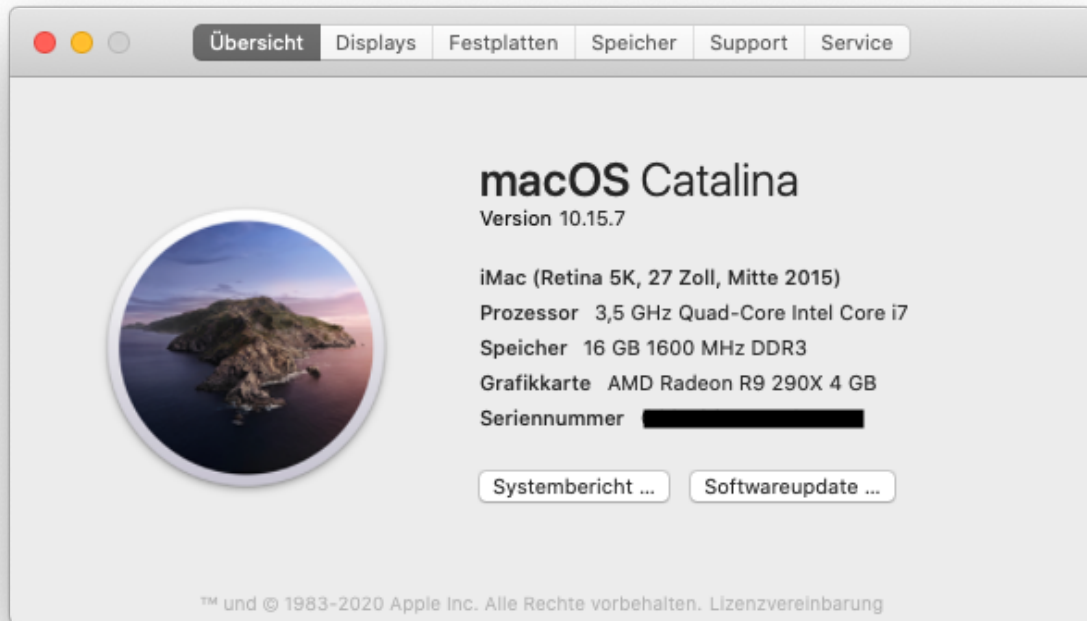 Übersicht Displays Festplatten Speicher Support Service
macOS Catalina
Version 10.15.7
iMac (Retina 5K, 27 Zoll, Mitte 2015)
Prozessor 3,5 GHz Quad-Core Intel Core i7
Speicher 16 GB 1600 MHz DDR3
Grafikkarte AMD Radeon R9 290X 4 GB
Seriennummer
Systembericht ... Softwareupdate ...
™ und © 1983-2020 Apple Inc. Alle Rechte vorbehalten. Lizenzvereinbarung